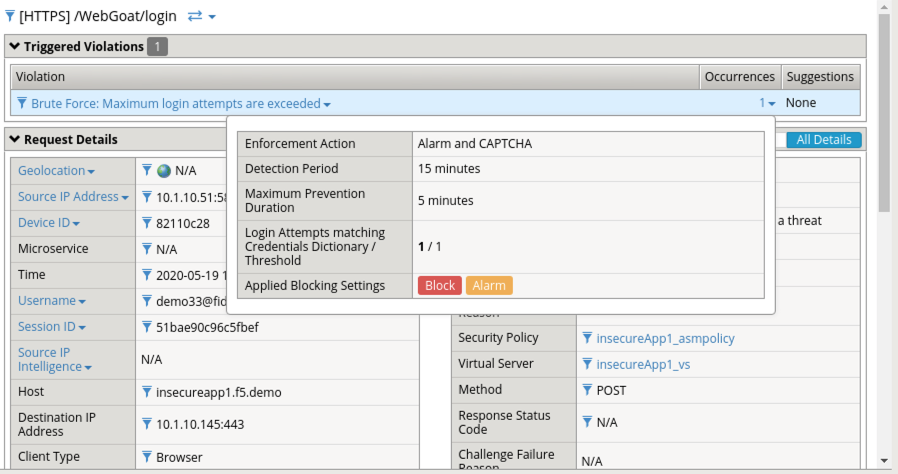 [HTTPS] /WebGoat/login
Triggered Violations 1
Violation Occurrences Suggestions
Brute Force: Maximum login attempts are exceeded 1 None
Request Details All Details
Enforcement Action Alarm and CAPTCHA
Detection Period 15 minutes
Maximum Prevention
Duration
5 minutes
Login Attempts matching
Credentials Dictionary /
Threshold
1 / 1
Applied Blocking Settings Block Alarm
Geolocation N/A
Source IP Address 10.1.10.51:58
Device ID 82110c28
a threat
Microservice N/A
Time 2020-05-19 1
Username demo33@fid
Session ID 51bae90c96c5fbef
Source IP
Intelligence
N/A
Host insecureapp1.f5.demo
Destination IP
Address
10.1.10.145:443
Client Type Browser
Reason
Security Policy insecureApp1_asmpolicy
Virtual Server insecureApp1_vs
Method POST
Response Status
Code
N/A
Challenge Failure
Reason
N/A